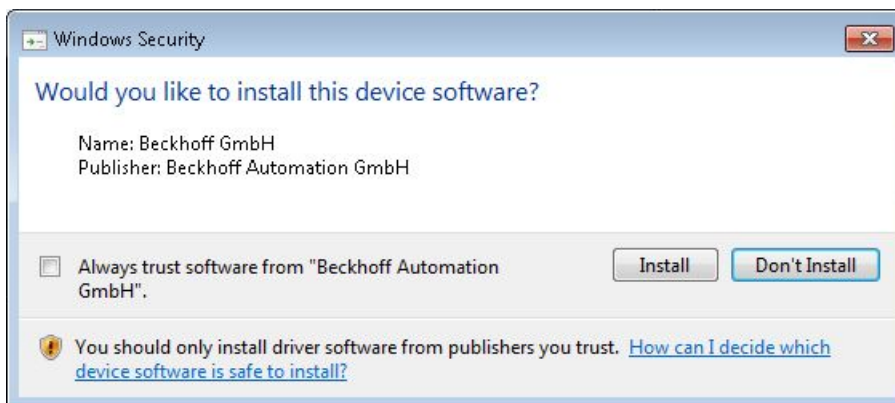 Windows Security
Would you like to install this device software?
Name: Beckhoff GmbH
Publisher: Beckhoff Automation GmbH
Always trust software from "Beckhoff Automation
GmbH".
Install
Don't Install
You should only install driver software from publishers you trust. How can I decide which
device software is safe to install?